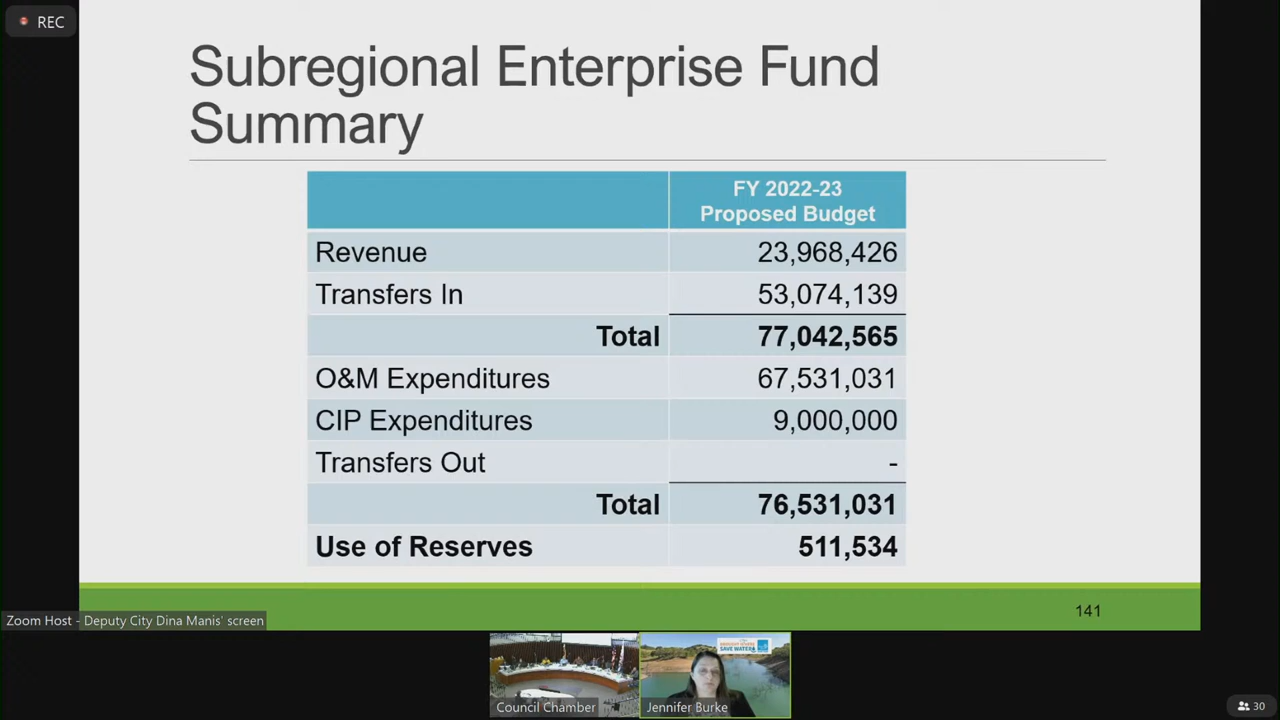 REC
Subregional Enterprise Fund
Summary
FY 2022-23
Proposed Budget
Revenue 23,968,426
Transfers In 53,074,139
Total 77,042,565
O&M Expenditures 67,531,031
CIP Expenditures 9,000,000
Transfers Out -
Total 76,531,031
Use of Reserves 511,534
141
Zoom Host - Deputy City Dina Manis' screen
SAVE WATER
Council Chamber
Jennifer Burke
30